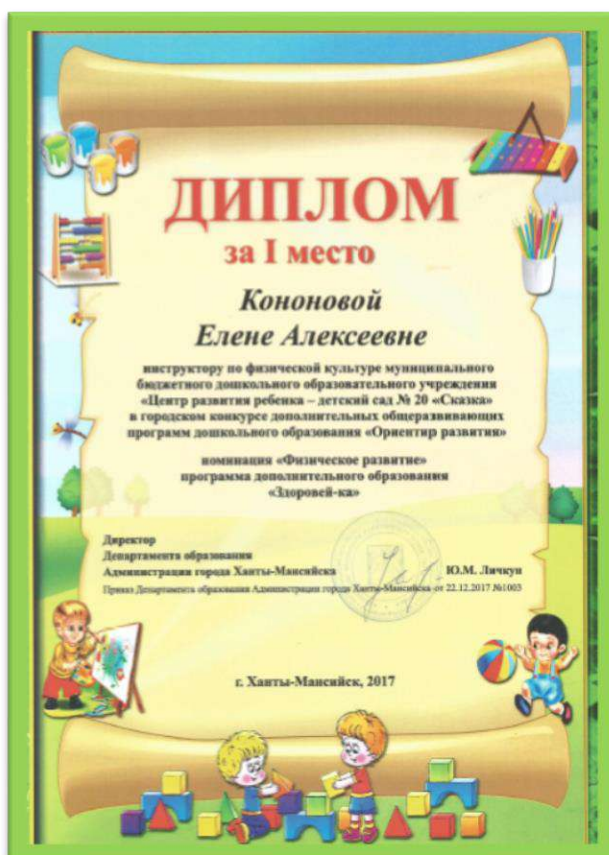 ДИПЛОМ
за I место
Кононовой
Елене Алексеевне
инструктору по физической культуре муниципального
бюджетного дошкольного образовательного учреждения
«Центр развития ребенка – детский сад № 20 «Сказка»
в городском конкурсе дополнительных общеразвивающих
программ дошкольного образования «Ориентир развития»
номинация «Физическое развитие»
программа дополнительного образования
«Здоровей-ка»
Директор
Департамента образования
Администрации города Ханты-Мансийска Ю.М. Личкун
Приказ Департамента образования Администрации города Ханты-Мансийска от 22.12.2017 №1003
г. Ханты-Мансийск, 2017